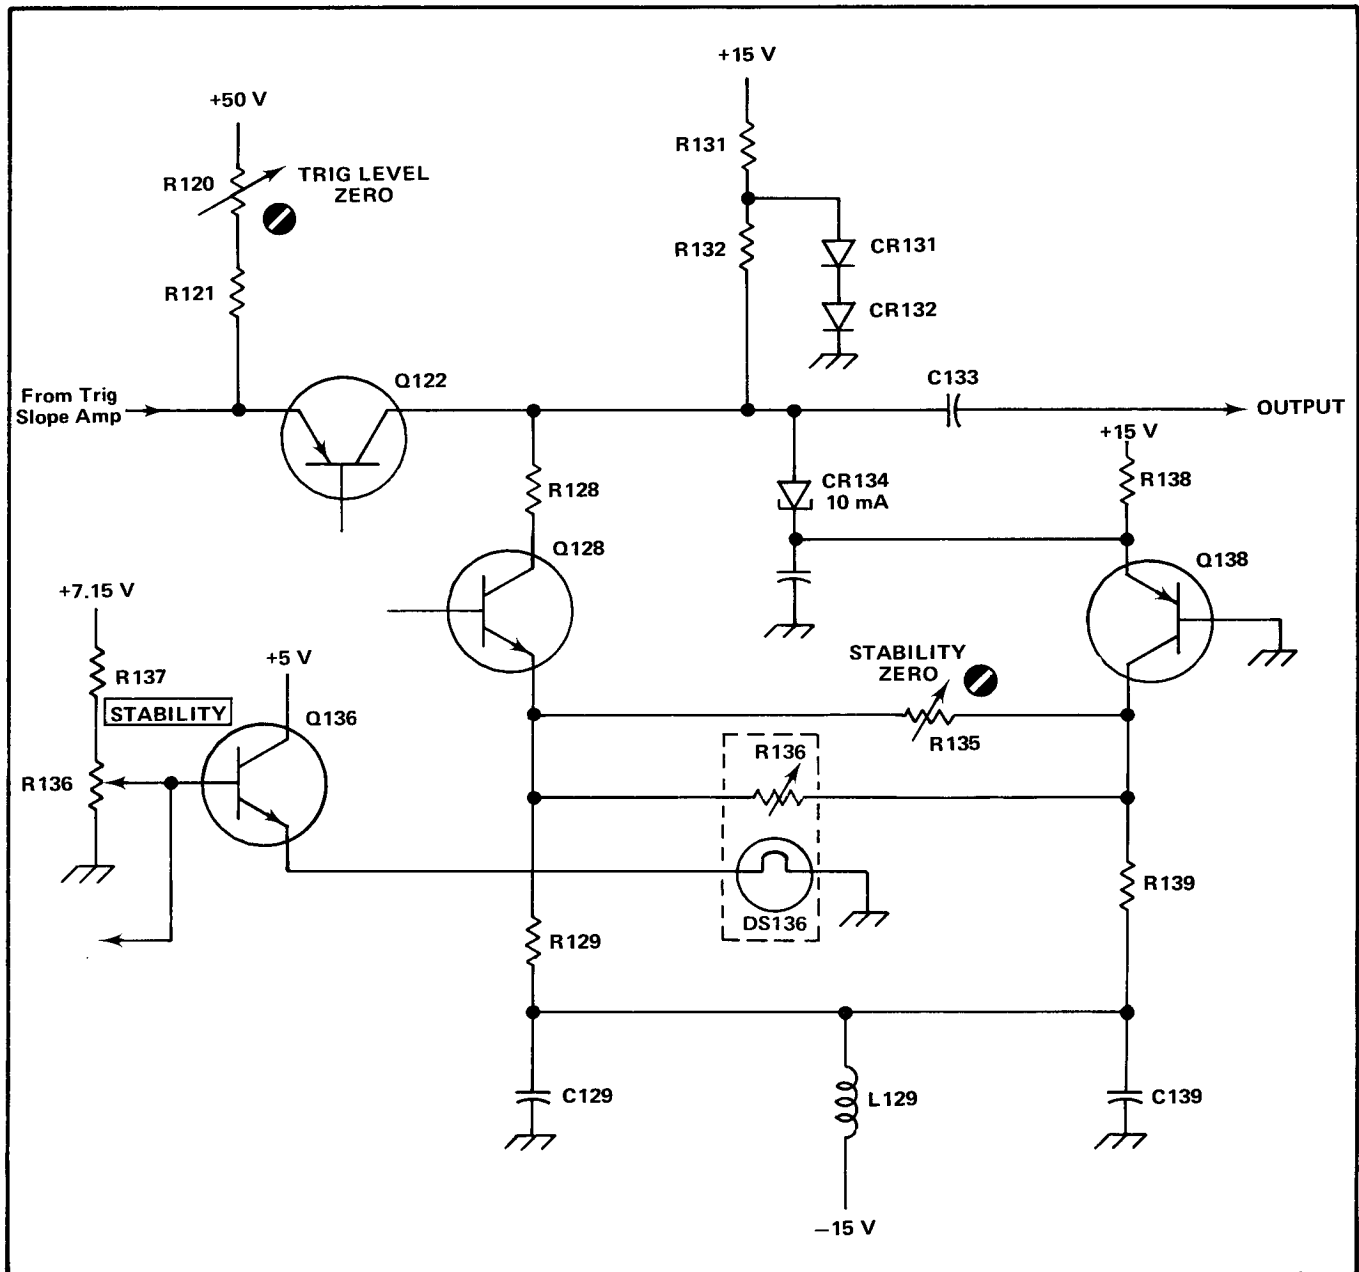 +15 V
+50 V
R131
R120
TRIG LEVEL
ZERO
R132
CR131
R121
CR132
Q122
C133
From Trig
Slope Amp
OUTPUT
+15 V
R128
CR134
10 mA
R138
Q128
Q138
+7.15 V
R137
+5 V
STABILITY
ZERO
STABILITY
Q136
R135
R136
R136
R139
DS136
R129
C129
L129
C139
−15 V